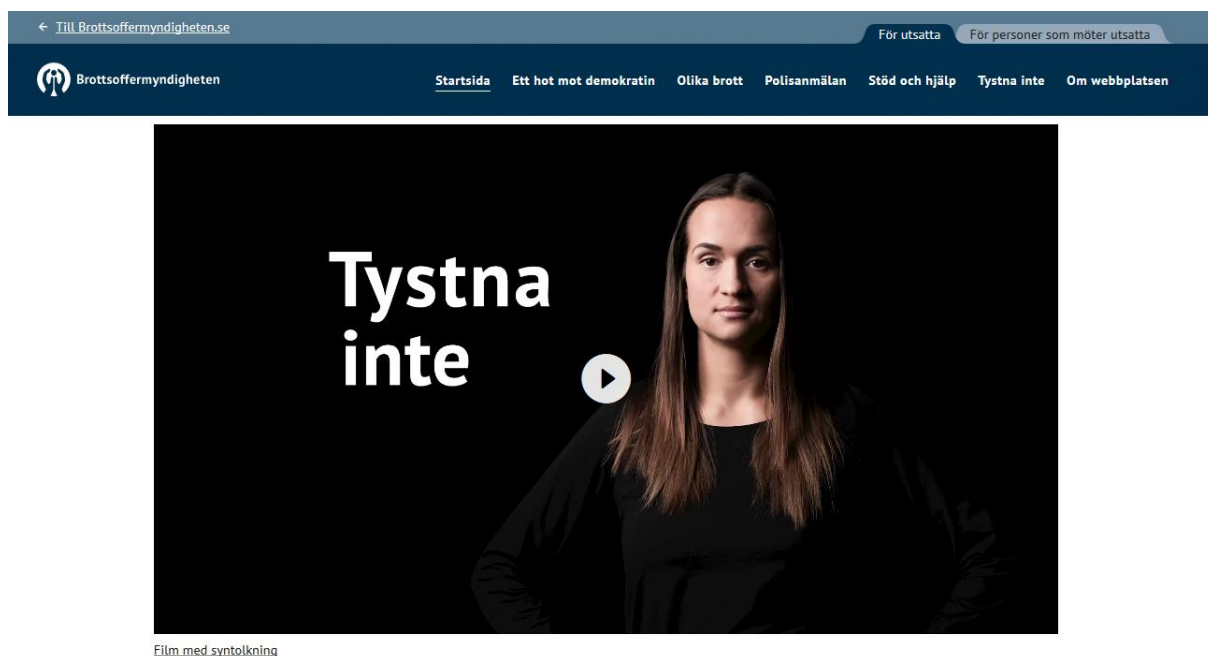 ← Till Brottsoffermyndigheten.se
För utsatta
För personer som möter utsatta
Brottsoffermyndigheten
Startsida
Ett hot mot demokratin
Olika brott
Polisanmälan
Stöd och hjälp
Tystna inte
Om webbplatsen
Tystna
inte
Film med syntolkning